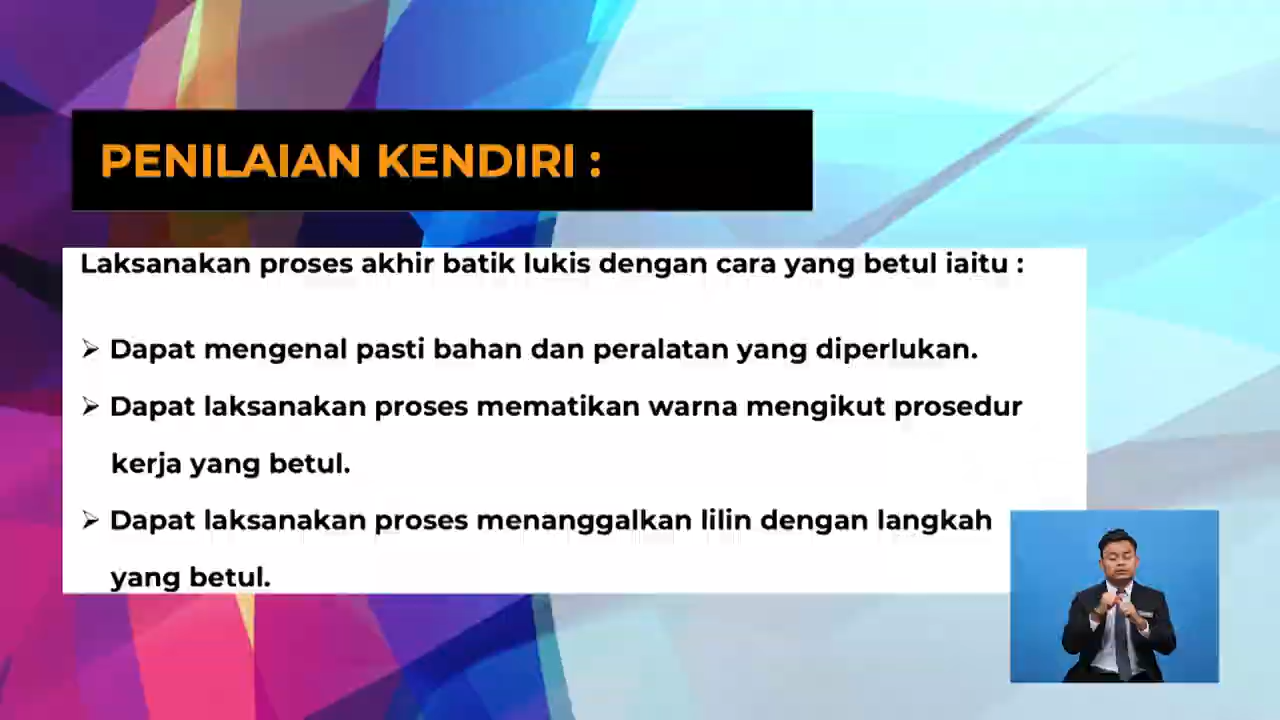 PENILAIAN KENDIRI :
Laksanakan proses akhir batik lukis dengan cara yang betul iaitu :
➢ Dapat mengenal pasti bahan dan peralatan yang diperlukan.
➢ Dapat laksanakan proses mematikan warna mengikut prosedur
kerja yang betul.
➢ Dapat laksanakan proses menanggalkan lilin dengan langkah
yang betul.